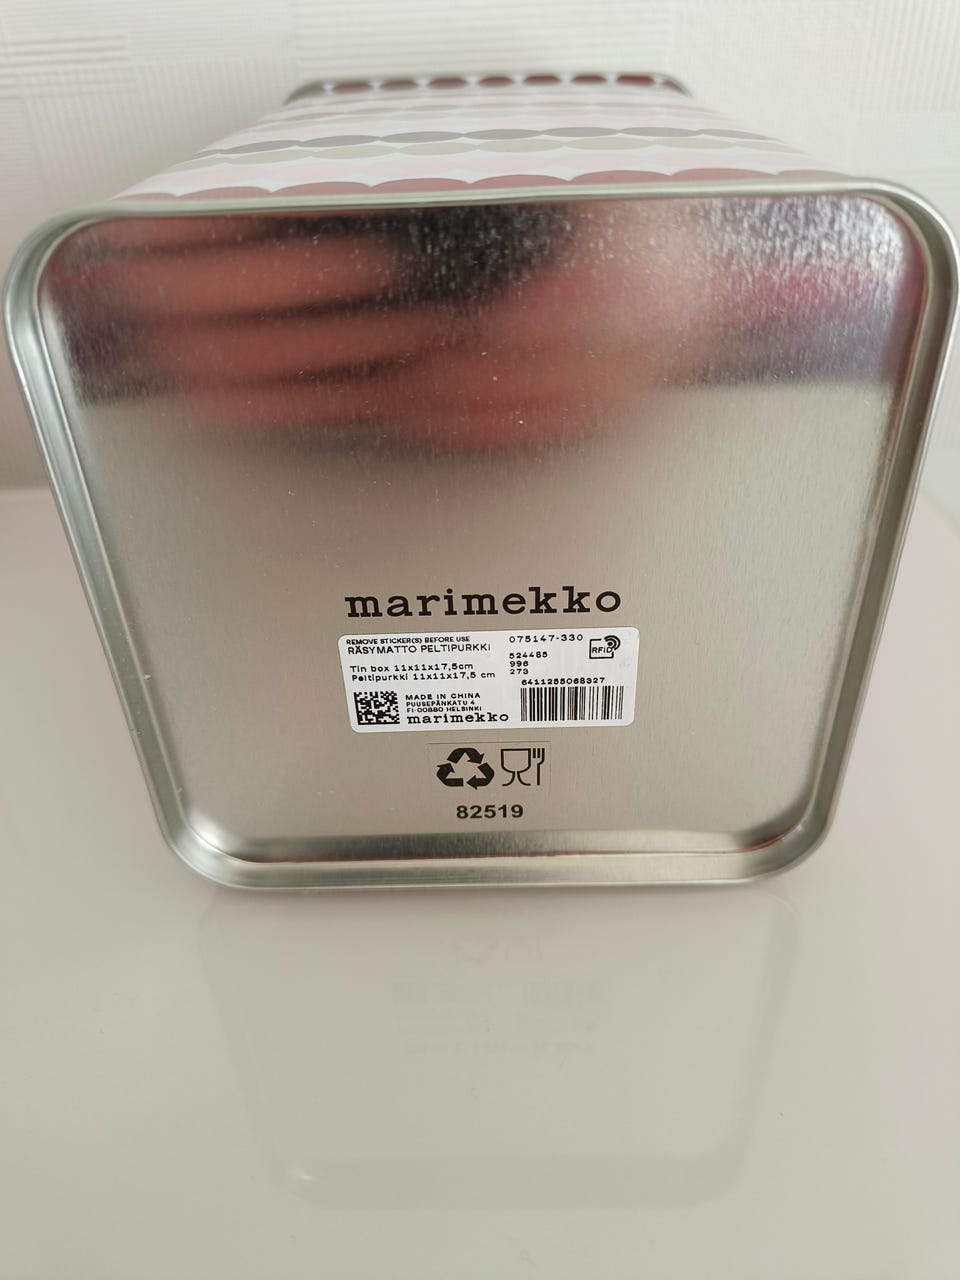 marimekko
REMOVE STICKER(S) BEFORE USE
RÄSYMATTO PELTIPURKKI
075147-330
RFID
524485
996
273
Tin box 11x11x17,5cm
Peltipurkki 11x11x17,5 cm
6411255068327
MADE IN CHINA
PUUSEPÄNKATU 4
FI-00880 HELSINKI
marimekko
82519